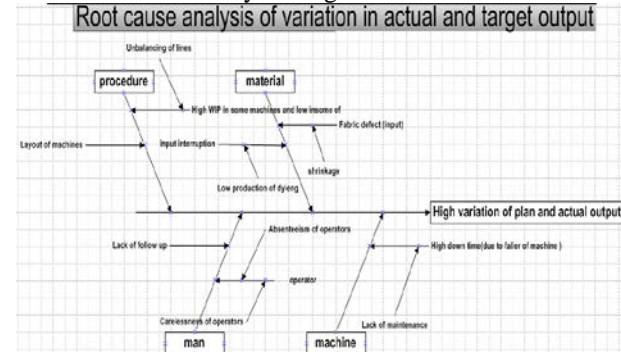 Root cause analysis of variation in actual and target output
Unbalancing of lines
procedure
material
High WIP in some machines and low insome of
Fabric defect (input)
Layout of machines
Input interruption
shrinkage
Low production of dyieng
High variation of plan and actual output
Absenteeism of operators
Lack of follow up
High down time(due to faller of machine )
operator
Carelessness of operators
Lack of maintenance
man
machine